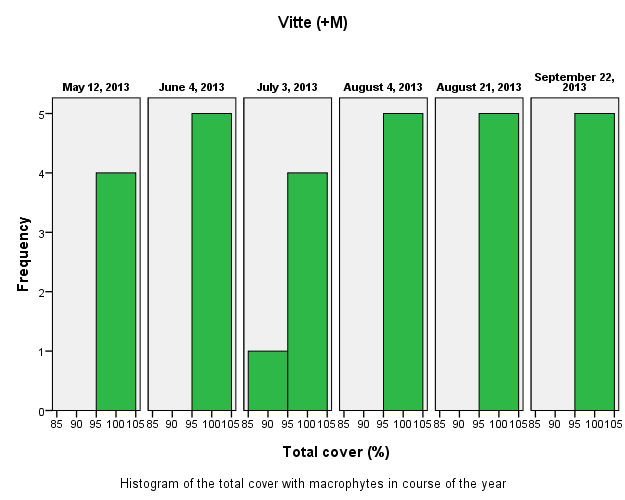 Vitte (+M)
May 12, 2013
June 4, 2013
July 3, 2013
August 4, 2013
August 21, 2013
September 22,
2013
Frequency
5
4
3
2
1
0
85 90 95 100 105
85 90 95 100 105
85 90 95 100 105
85 90 95 100 105
85 90 95 100 105
85 90 95 100 105
Total cover (%)
Histogram of the total cover with macrophytes in course of the year